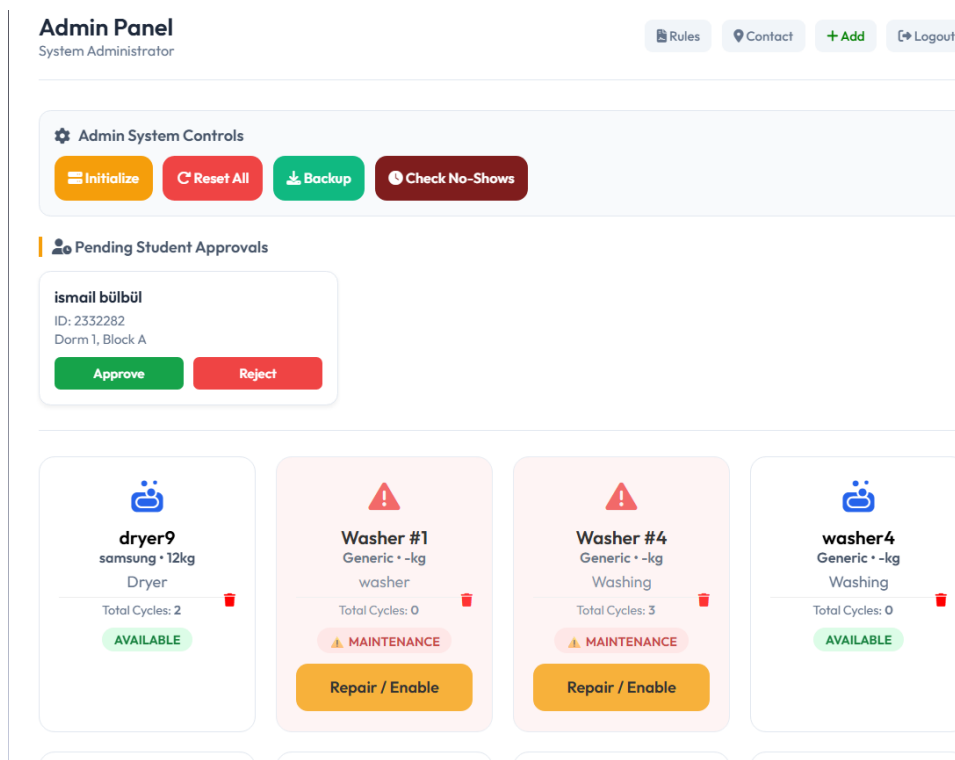 Admin Panel
System Administrator
Rules
Contact
+ Add
Logout
Admin System Controls
Initialize
Reset All
Backup
Check No-Shows
Pending Student Approvals
ismail bülbül
ID: 2332282
Dorm 1, Block A
Approve
Reject
dryer9
samsung • 12kg
Dryer
Total Cycles: 2
AVAILABLE
Washer #1
Generic • -kg
washer
Total Cycles: 0
MAINTENANCE
Repair / Enable
Washer #4
Generic • -kg
Washing
Total Cycles: 3
MAINTENANCE
Repair / Enable
washer4
Generic • -kg
Washing
Total Cycles: 0
AVAILABLE